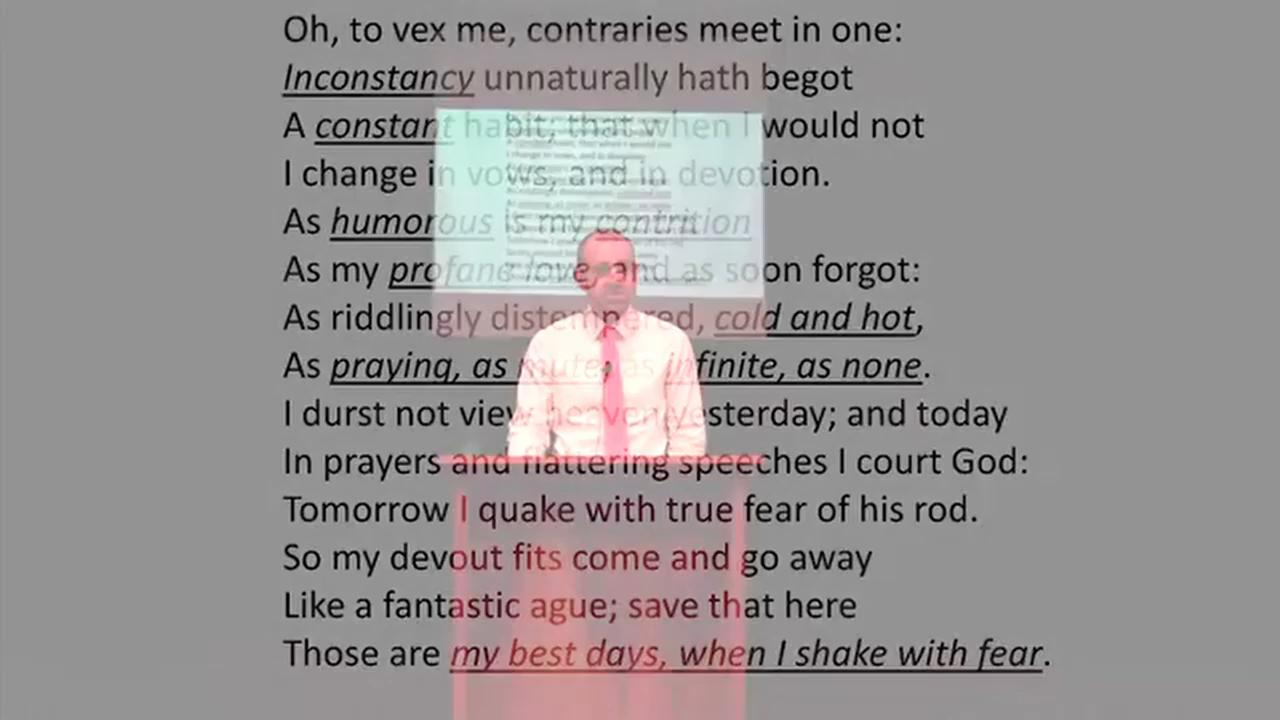 Oh, to vex me, contraries meet in one:
Inconstancy unnaturally hath begot
A constant habit; that when I would not
I change in vows, and in devotion.
As humorous is my contrition
As my profane love, and as soon forgot:
As riddlingly distempered, cold and hot,
As praying, as mute, as infinite, as none.
I durst not view heaven yesterday; and today
In prayers and flattering speeches I court God:
Tomorrow I quake with true fear of his rod.
So my devout fits come and go away
Like a fantastic ague; save that here
Those are my best days, when I shake with fear.